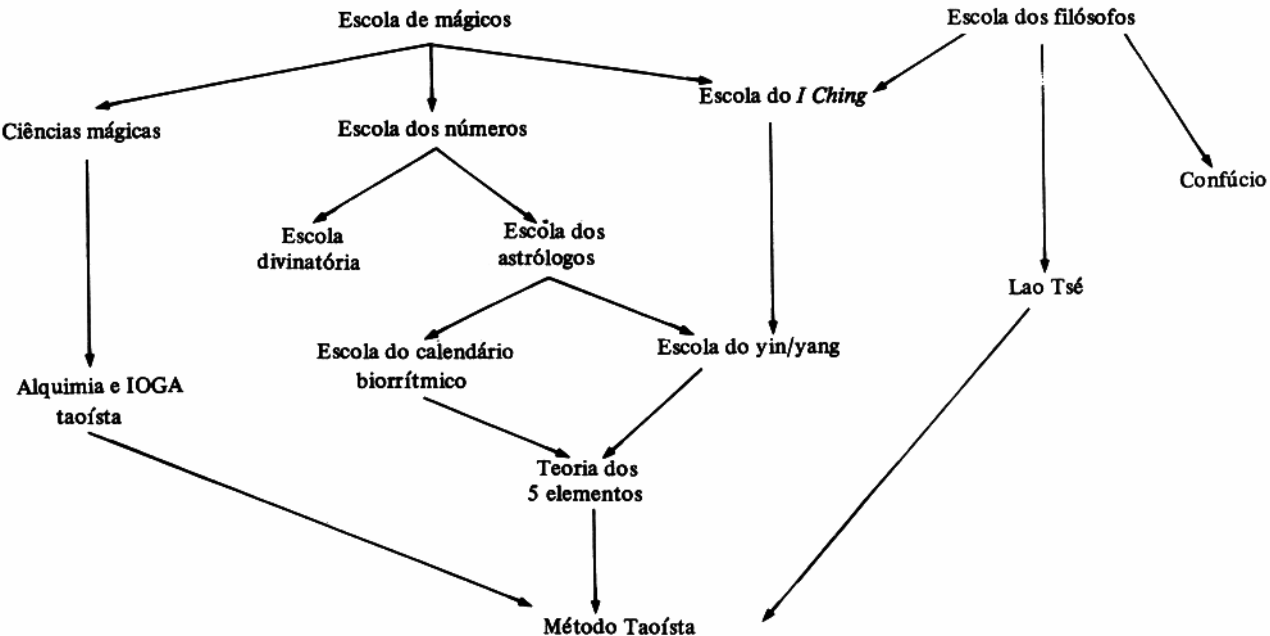 Escola de mágicos
Escola dos filósofos
Escola do I Ching
Ciências mágicas
Escola dos números
Confúcio
Escola
divinatória
Escola dos
astrólogos
Lao Tsé
Escola do calendário
biorrítmico
Escola do yin/yang
Alquimia e IOGA
taoísta
Teoria dos
5 elementos
Método Taoísta